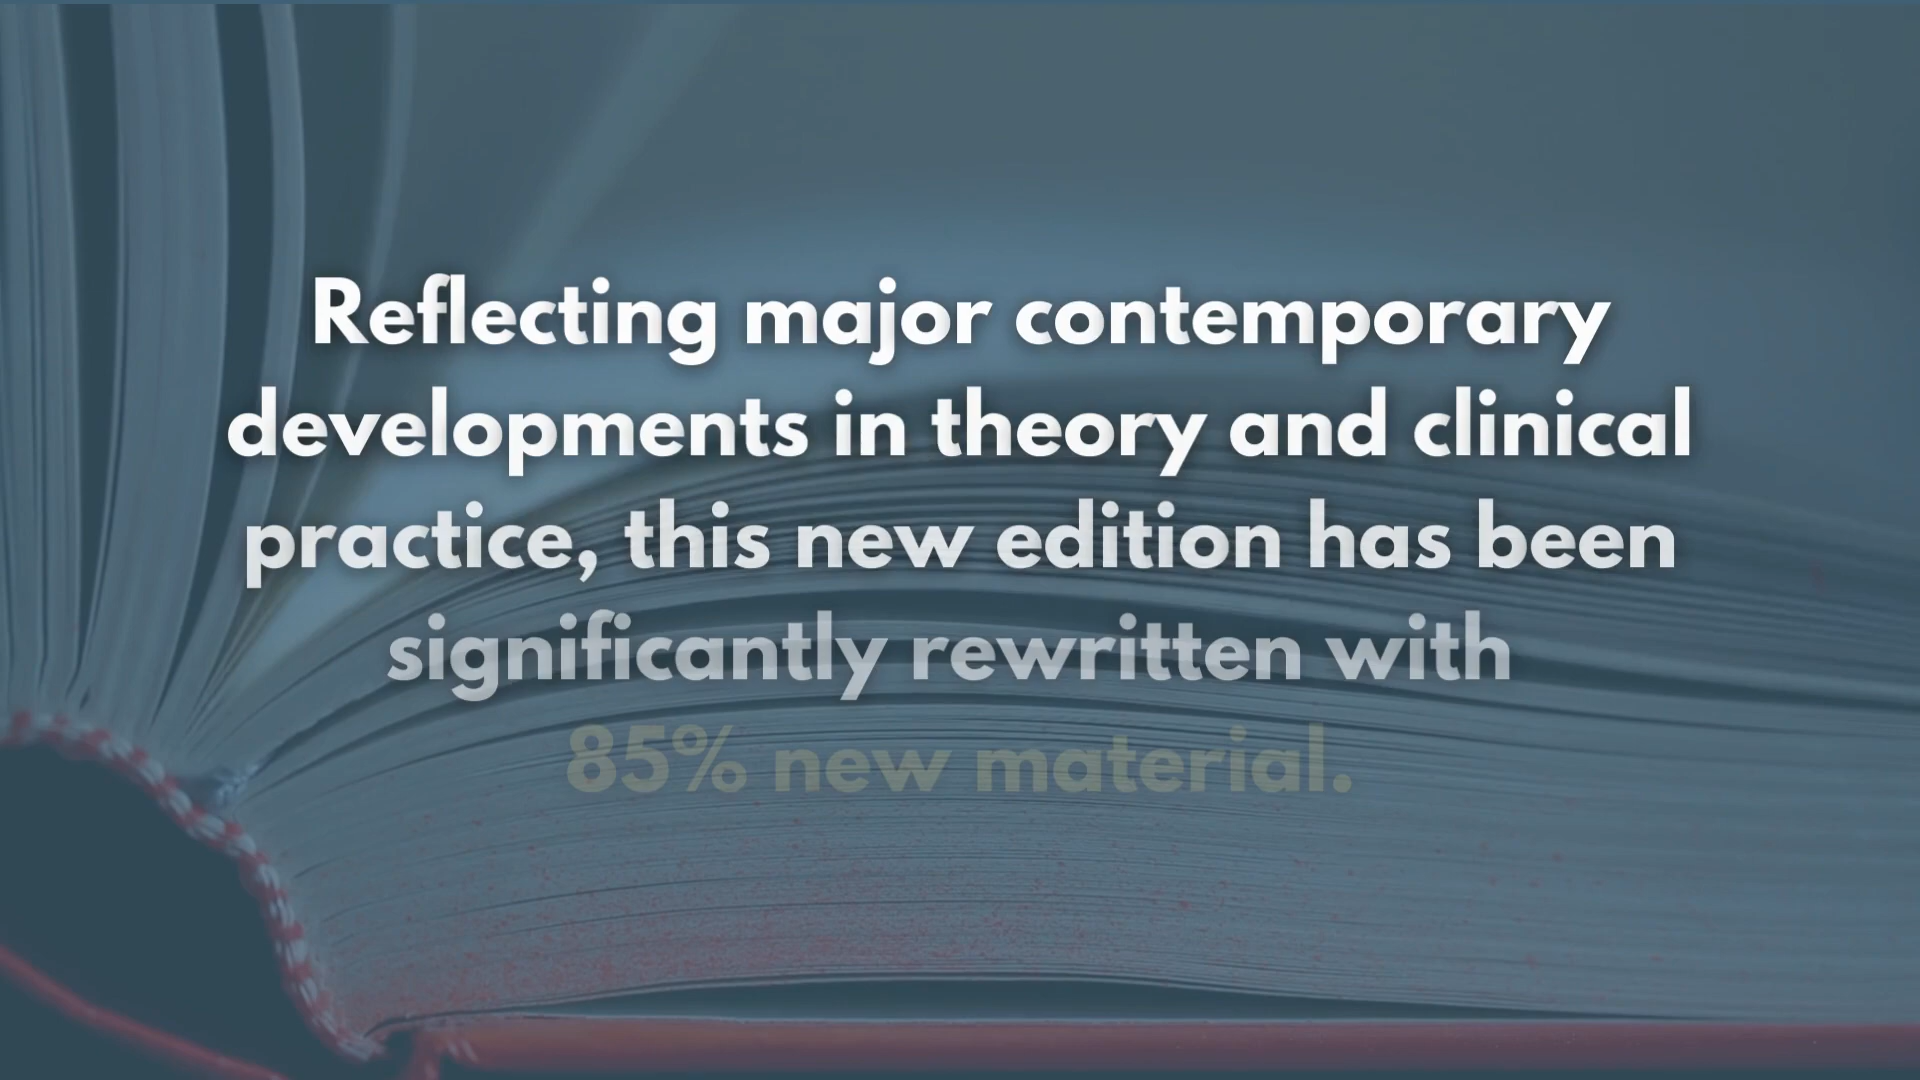 Reflecting major contemporary
developments in theory and clinical
practice, this new edition has been
significantly rewritten with
85% new material.